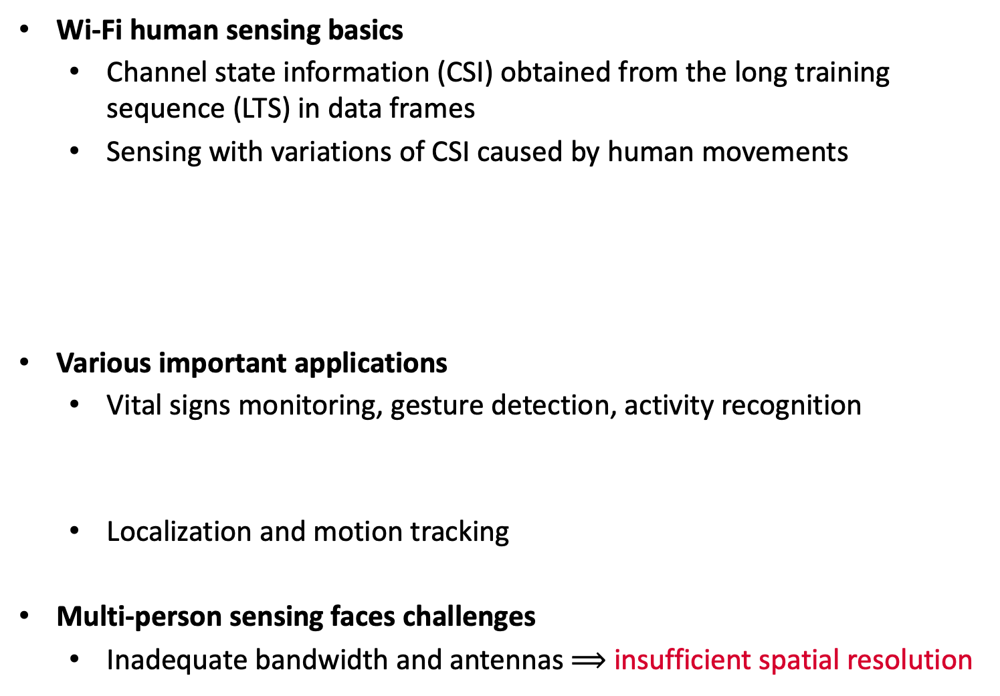 • Wi-Fi human sensing basics
• Channel state information (CSI) obtained from the long training
sequence (LTS) in data frames
• Sensing with variations of CSI caused by human movements
• Various important applications
• Vital signs monitoring, gesture detection, activity recognition
• Localization and motion tracking
• Multi-person sensing faces challenges
• Inadequate bandwidth and antennas ⟹ insufficient spatial resolution